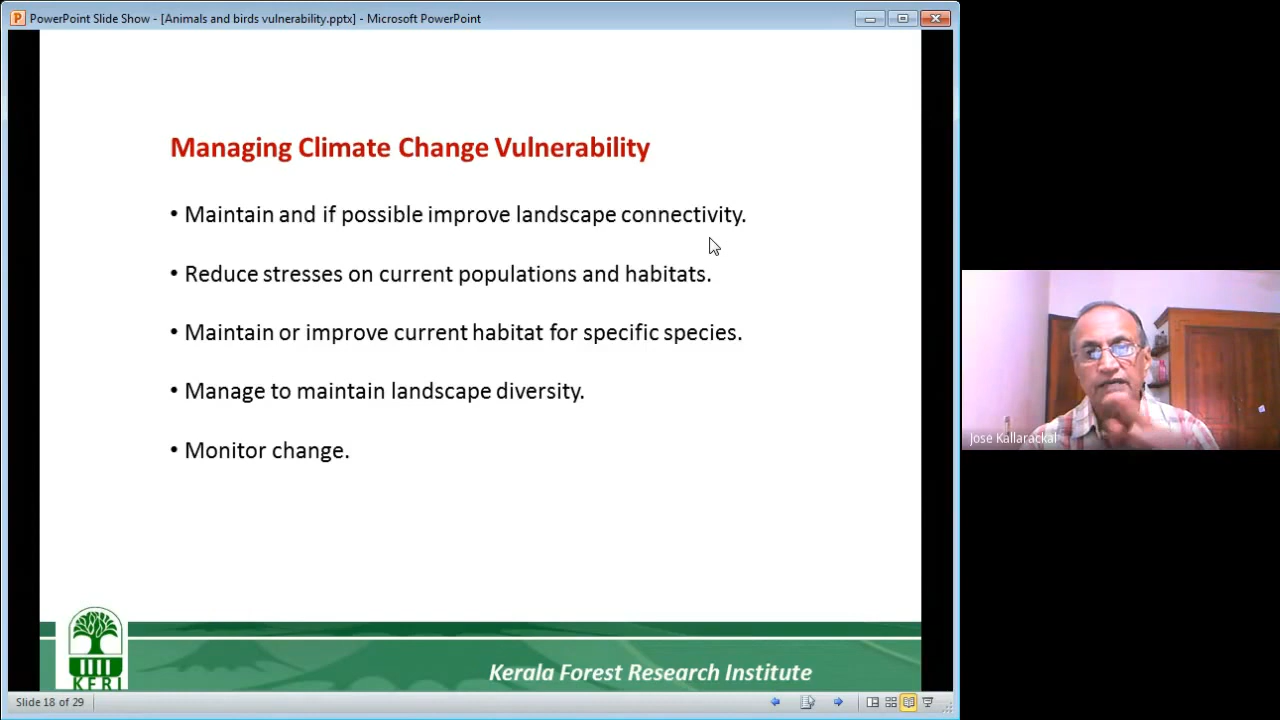 PowerPoint Slide Show - [Animals and birds vulnerability.pptx] - Microsoft PowerPoint
Managing Climate Change Vulnerability
• Maintain and if possible improve landscape connectivity.
• Reduce stresses on current populations and habitats.
• Maintain or improve current habitat for specific species.
• Manage to maintain landscape diversity.
• Monitor change.
Jose Kallarackal
KFRI
Kerala Forest Research Institute
Slide 18 of 29